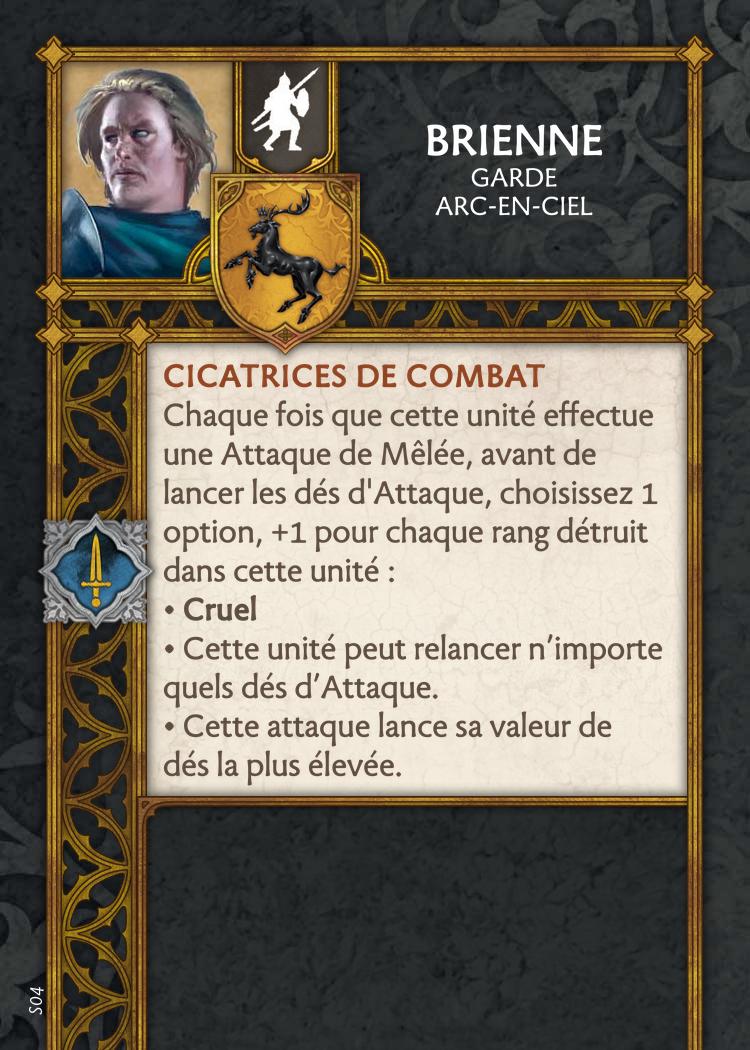 BRIENNE
GARDE
ARC-EN-CIEL
CICATRICES DE COMBAT
Chaque fois que cette unité effectue
une Attaque de Mêlée, avant de
lancer les dés d'Attaque, choisissez 1
option, +1 pour chaque rang détruit
dans cette unité :
• Cruel
• Cette unité peut relancer n’importe
quels dés d’Attaque.
• Cette attaque lance sa valeur de
dés la plus élevée.
S04